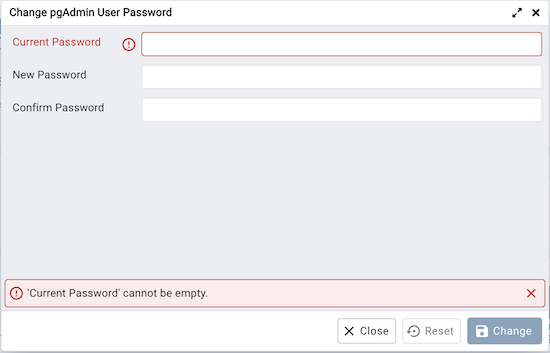 Change pgAdmin User Password
Current Password
New Password
Confirm Password
'Current Password' cannot be empty.
Close Reset Change